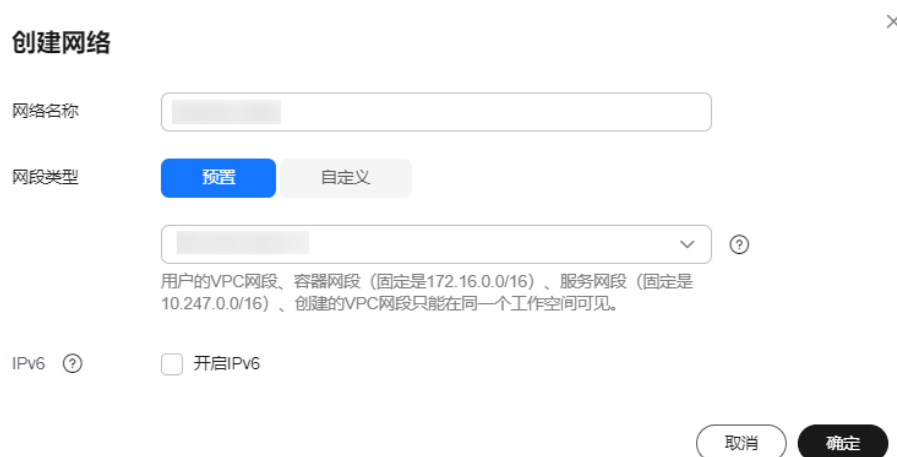 创建网络
网络名称
网段类型
预置
自定义
用户的VPC网段、容器网段（固定是172.16.0.0/16）、服务网段（固定是
10.247.0.0/16）、创建的VPC网段只能在同一个工作空间可见。
IPv6
开启IPv6
取消
确定